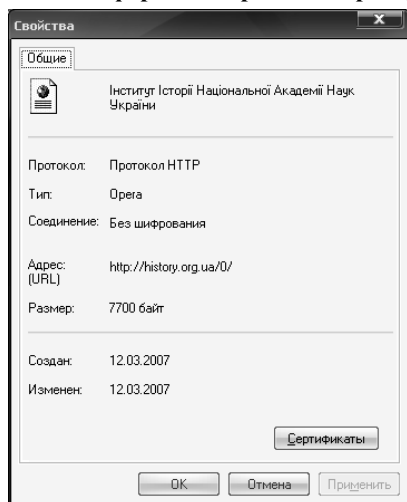 Свойства
Общие
Інститут Історії Національної Академії Наук
України
Протокол: Протокол HTTP
Тип: Opera
Соединение: Без шифрования
Адрес: http://history.org.ua/0/
(URL)
Размер: 7700 байт
Создан: 12.03.2007
Изменен: 12.03.2007
Сертификаты
OK Отмена Применить